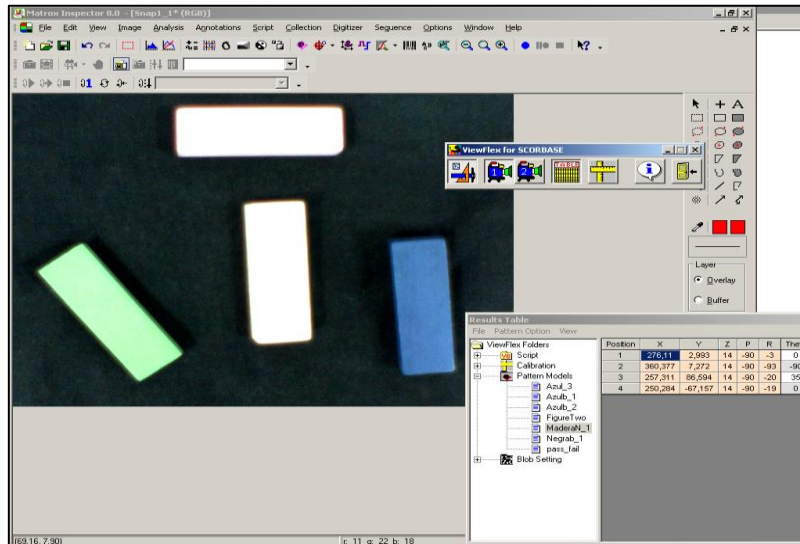 Matrox Inspector 8.0 - [Snap1_1* (RGB)]
File Edit View Image Analysis Annotations Script Collection Digitizer Sequence Options Window Help
ViewFlex for SCORBASE
1 2 TABLE
Layer
Overlay
Buffer
Results Table
File Pattern Option View
ViewFlex Folders
Script
Calibration
Pattern Models
Azul_3
Azulb_1
Azulb_2
FigureTwo
MaderaN_1
Negrab_1
pass_fail
Blob Setting
Position X Y Z P R
1 276,11 2,993 14 -90 -3 0
2 360,377 7,272 14 -90 -93 -90
3 257,311 86,594 14 -90 -20 35
4 250,284 -67,157 14 -90 -19 0
(69.16, 7.90) r: 11 g: 22 b: 18